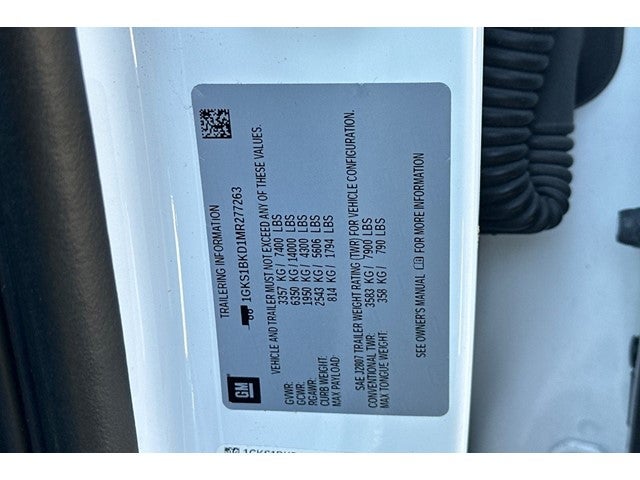 TRAILERING INFORMATION
1GKS1BKD1MR277263
VEHICLE AND TRAILER MUST NOT EXCEED ANY OF THESE VALUES.
GVWR: 3357 KG / 7400 LBS
GCWR: 6350 KG / 14000 LBS
RGAWR: 1950 KG / 4300 LBS
CURB WEIGHT: 2543 KG / 5606 LBS
MAX PAYLOAD: 814 KG / 1794 LBS
SAE J2807 TRAILER WEIGHT RATING (TWR) FOR VEHICLE CONFIGURATION.
CONVENTIONAL TWR: 3583 KG / 7900 LBS
MAX TONGUE WEIGHT: 358 KG / 790 LBS
SEE OWNER'S MANUAL FOR MORE INFORMATION
GM